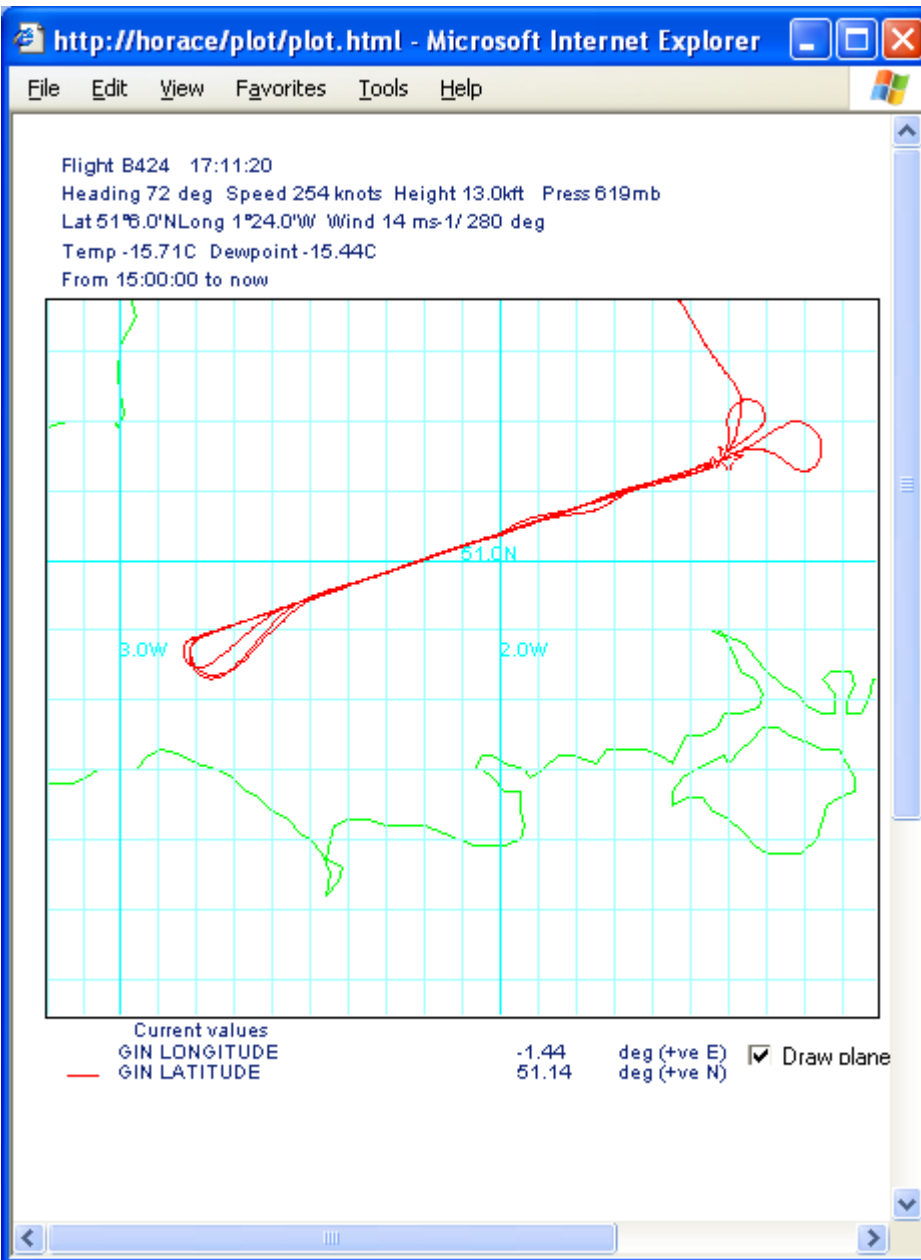 http://horace/plot/plot.html - Microsoft Internet Explorer
File Edit View Favorites Tools Help
Flight B424 17:11:20
Heading 72 deg Speed 254 knots Height 13.0kft Press 619mb
Lat 51°6.0'N Long 1°24.0'W Wind 14 ms-1/ 280 deg
Temp -15.71C Dewpoint -15.44C
From 15:00:00 to now
51.0N
3.0W 2.0W
Current values
GIN LONGITUDE -1.44 deg (+ve E)
GIN LATITUDE 51.14 deg (+ve N)
Draw plane